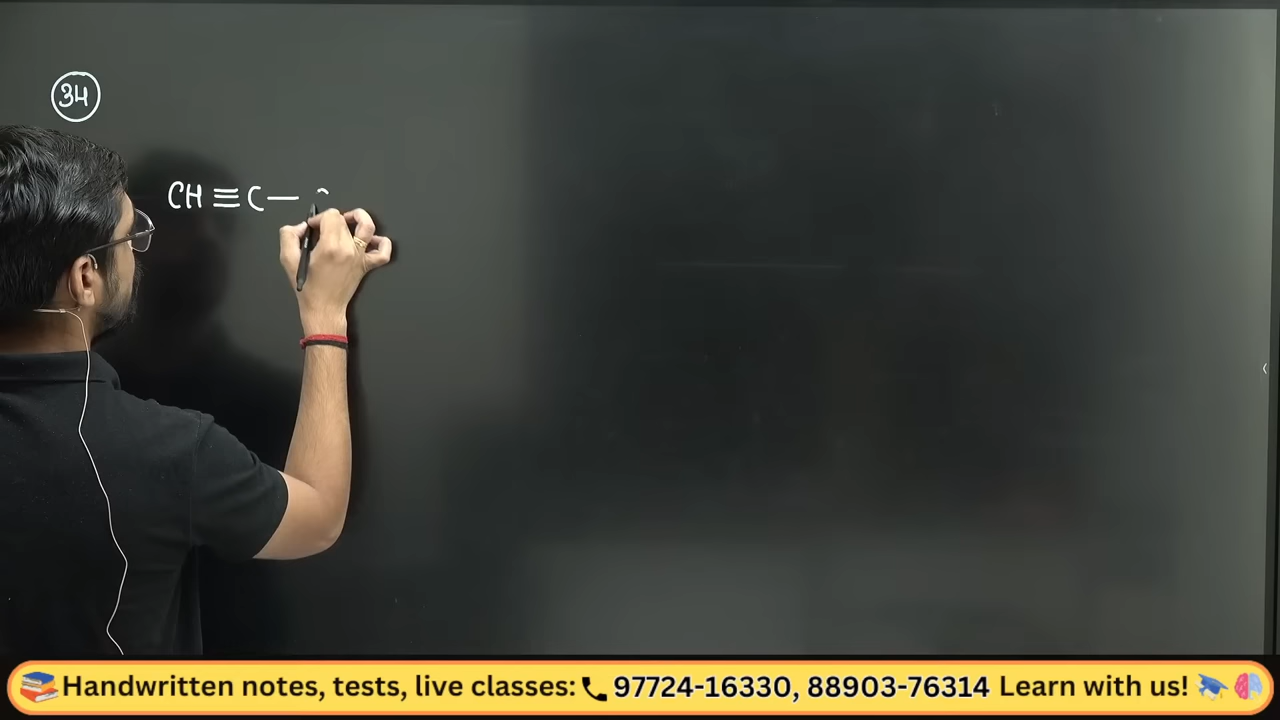 34
CH≡C—
Handwritten notes, tests, live classes: 97724-16330, 88903-76314 Learn with us!